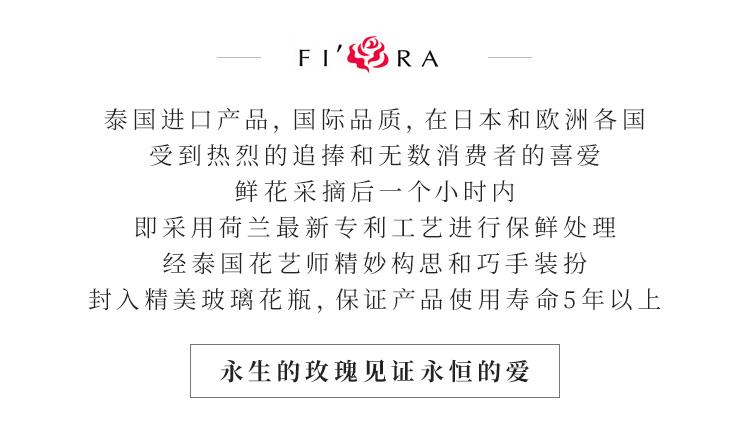 FI'RA
泰国进口产品, 国际品质, 在日本和欧洲各国
受到热烈的追捧和无数消费者的喜爱
鲜花采摘后一个小时内
即采用荷兰最新专利工艺进行保鲜处理
经泰国花艺师精妙构思和巧手装扮
封入精美玻璃花瓶, 保证产品使用寿命5年以上
永生的玫瑰见证永恒的爱